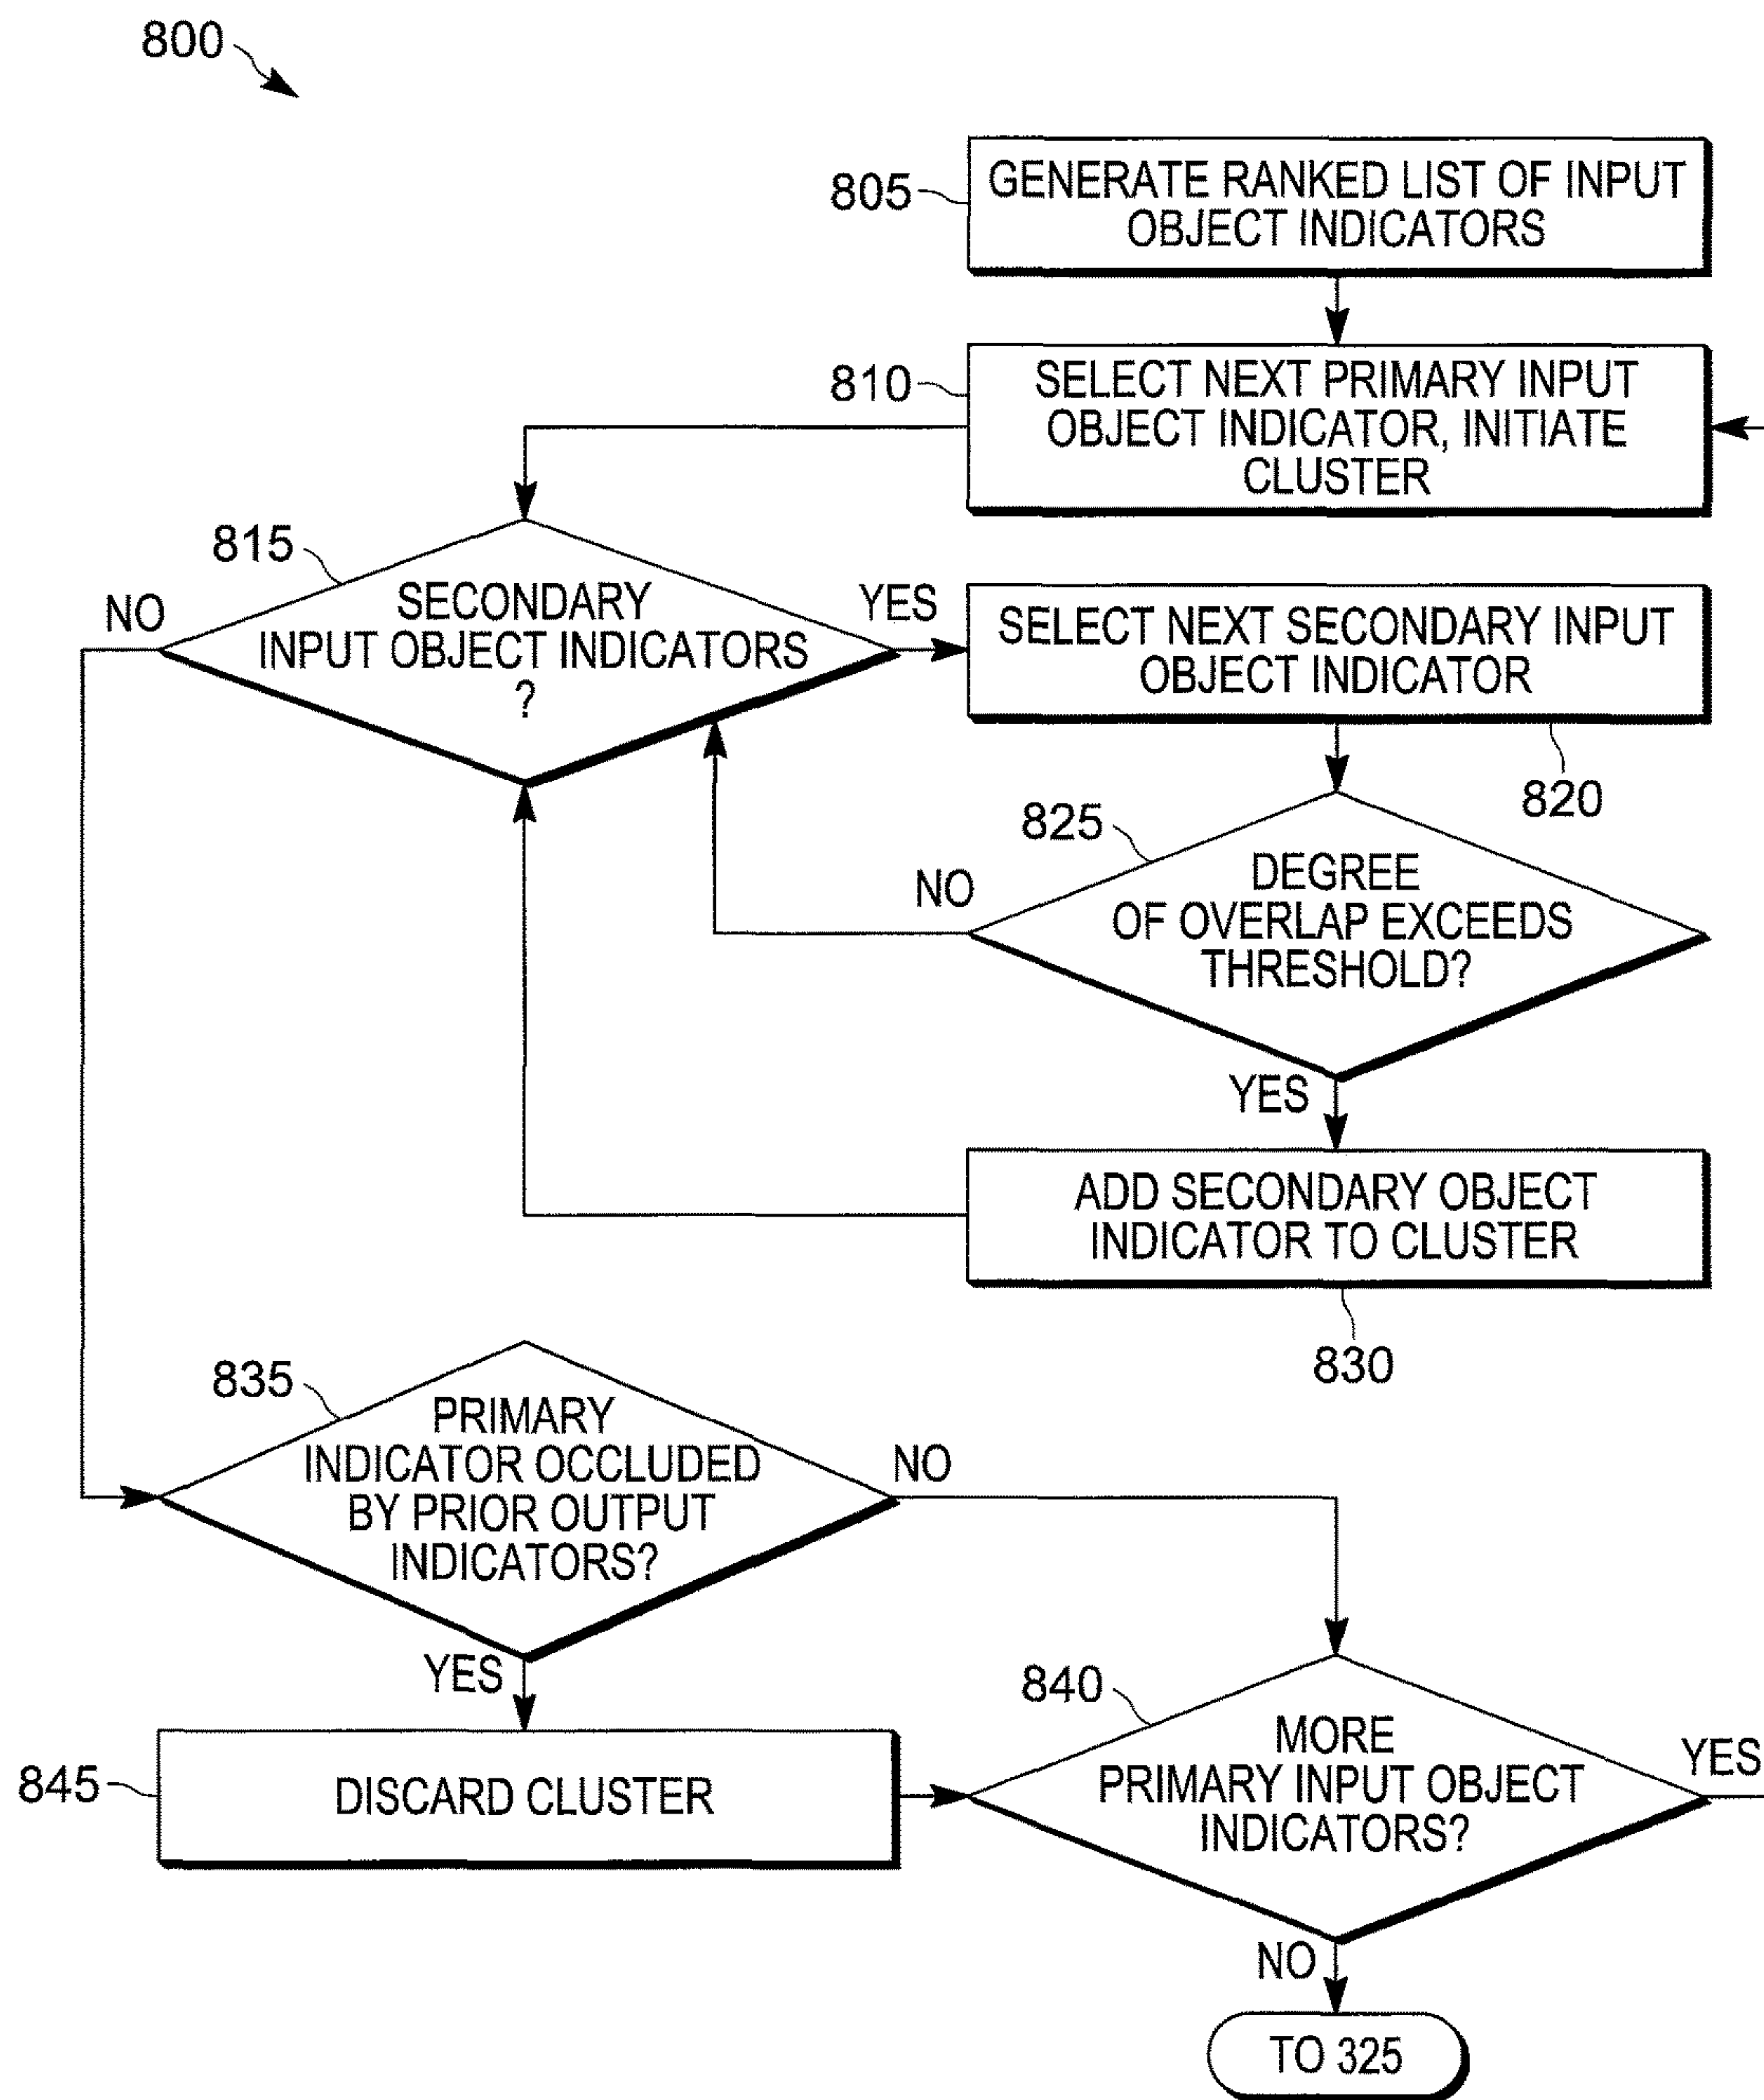 800
805
GENERATE RANKED LIST OF INPUT
OBJECT INDICATORS
810
SELECT NEXT PRIMARY INPUT
OBJECT INDICATOR, INITIATE
CLUSTER
815
NO
SECONDARY
INPUT OBJECT INDICATORS
?
YES
SELECT NEXT SECONDARY INPUT
OBJECT INDICATOR
820
825
NO
DEGREE
OF OVERLAP EXCEEDS
THRESHOLD?
YES
ADD SECONDARY OBJECT
INDICATOR TO CLUSTER
830
835
PRIMARY
INDICATOR OCCLUDED
BY PRIOR OUTPUT
INDICATORS?
NO
YES
845
DISCARD CLUSTER
840
MORE
PRIMARY INPUT OBJECT
INDICATORS?
YES
NO
TO 325